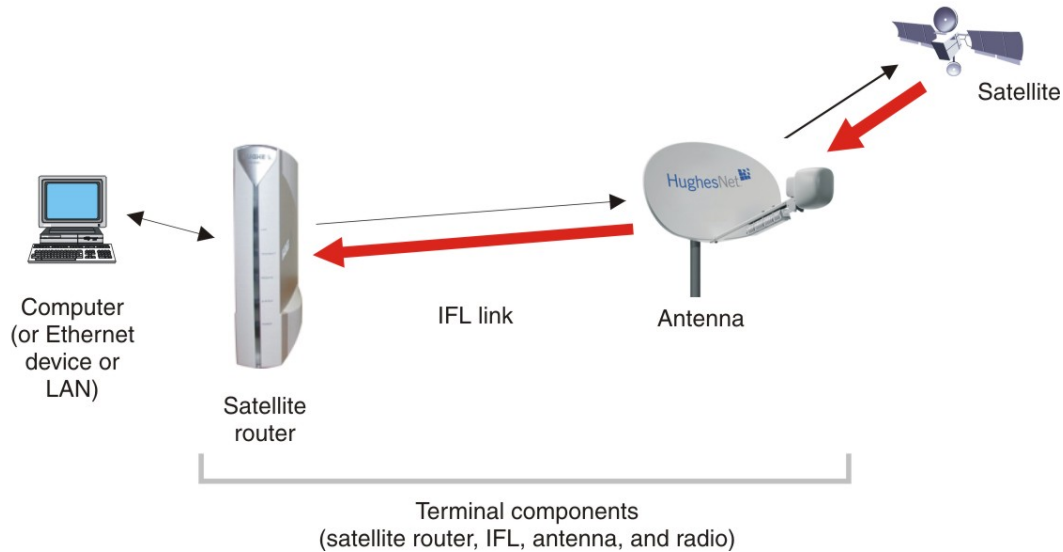 Satellite
HughesNet
Computer
(or Ethernet
device or
LAN)
IFL link
Antenna
Satellite
router
Terminal components
(satellite router, IFL, antenna, and radio)